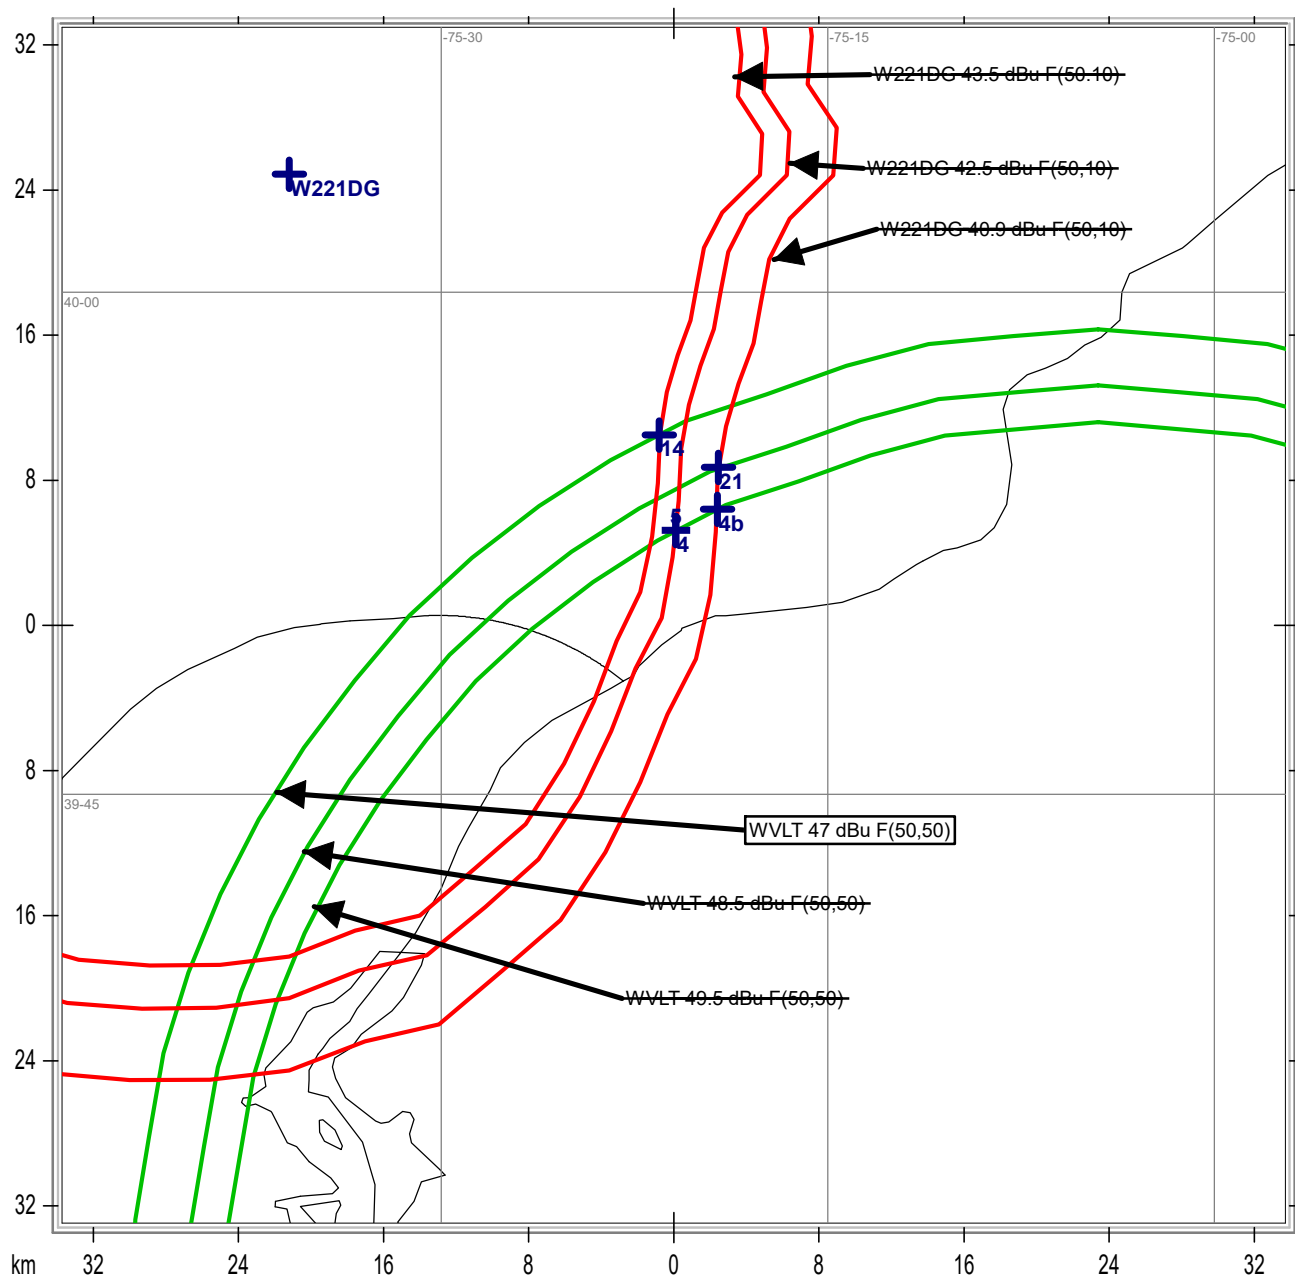 32
-75-30
-75-15
-75-00
W221DG 43.5 dBu F(50.10)
W221DG 42.5 dBu F(50,10)
24
W221DG
W221DG 40.9 dBu F(50,10)
40-00
16
14
8
21
5
4b
4
0
8
39-45
WVLT 47 dBu F(50,50)
WVLT 48.5 dBu F(50,50)
16
WVLT 49.5 dBu F(50,50)
24
32
km 32 24 16 8 0 8 16 24 32